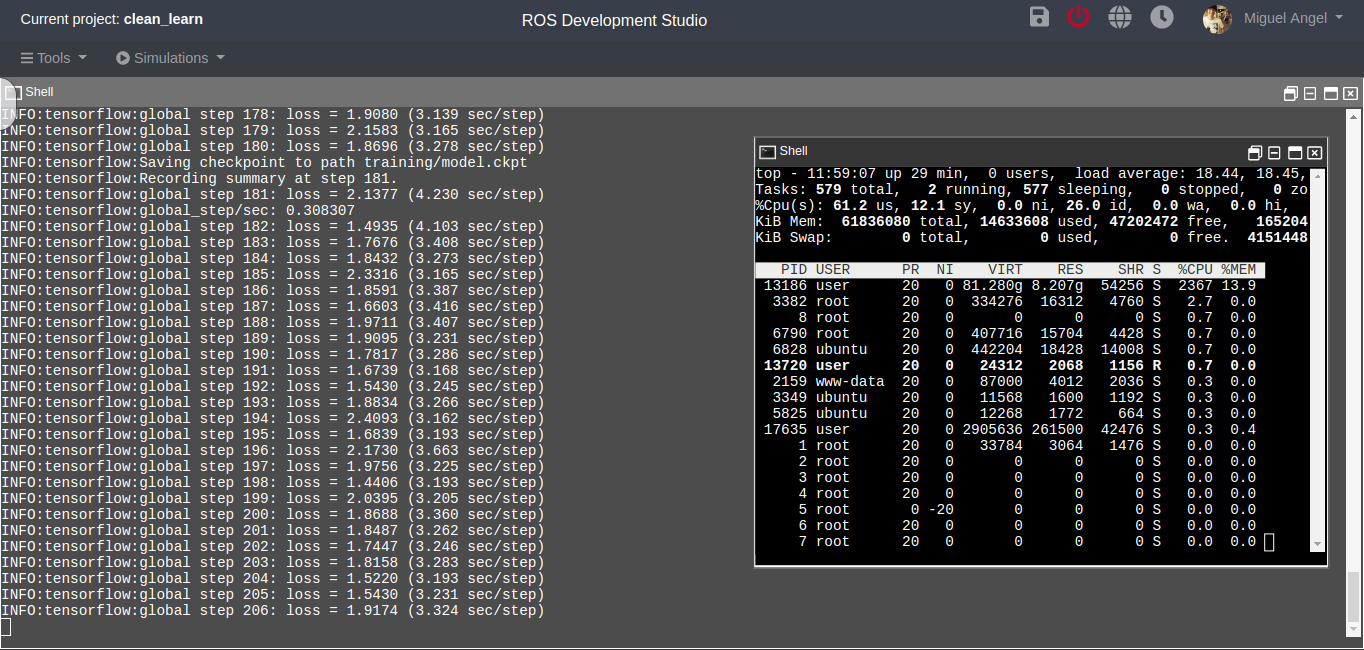 Current project: clean_learn
ROS Development Studio
Miguel Angel
Tools
Simulations
Shell
INFO:tensorflow:global step 178: loss = 1.9080 (3.139 sec/step)
INFO:tensorflow:global step 179: loss = 2.1583 (3.165 sec/step)
INFO:tensorflow:global step 180: loss = 1.8696 (3.278 sec/step)
INFO:tensorflow:Saving checkpoint to path training/model.ckpt
INFO:tensorflow:Recording summary at step 181.
INFO:tensorflow:global step 181: loss = 2.1377 (4.230 sec/step)
INFO:tensorflow:global_step/sec: 0.308307
INFO:tensorflow:global step 182: loss = 1.4935 (4.103 sec/step)
INFO:tensorflow:global step 183: loss = 1.7676 (3.408 sec/step)
INFO:tensorflow:global step 184: loss = 1.8432 (3.273 sec/step)
INFO:tensorflow:global step 185: loss = 2.3316 (3.165 sec/step)
INFO:tensorflow:global step 186: loss = 1.8591 (3.387 sec/step)
INFO:tensorflow:global step 187: loss = 1.6603 (3.416 sec/step)
INFO:tensorflow:global step 188: loss = 1.9711 (3.407 sec/step)
INFO:tensorflow:global step 189: loss = 1.9095 (3.231 sec/step)
INFO:tensorflow:global step 190: loss = 1.7817 (3.286 sec/step)
INFO:tensorflow:global step 191: loss = 1.6739 (3.168 sec/step)
INFO:tensorflow:global step 192: loss = 1.5430 (3.245 sec/step)
INFO:tensorflow:global step 193: loss = 1.8834 (3.266 sec/step)
INFO:tensorflow:global step 194: loss = 2.4093 (3.162 sec/step)
INFO:tensorflow:global step 195: loss = 1.6839 (3.193 sec/step)
INFO:tensorflow:global step 196: loss = 2.1730 (3.663 sec/step)
INFO:tensorflow:global step 197: loss = 1.9756 (3.225 sec/step)
INFO:tensorflow:global step 198: loss = 1.4406 (3.193 sec/step)
INFO:tensorflow:global step 199: loss = 2.0395 (3.205 sec/step)
INFO:tensorflow:global step 200: loss = 1.8688 (3.360 sec/step)
INFO:tensorflow:global step 201: loss = 1.8487 (3.262 sec/step)
INFO:tensorflow:global step 202: loss = 1.7447 (3.246 sec/step)
INFO:tensorflow:global step 203: loss = 1.8158 (3.283 sec/step)
INFO:tensorflow:global step 204: loss = 1.5220 (3.193 sec/step)
INFO:tensorflow:global step 205: loss = 1.5430 (3.231 sec/step)
INFO:tensorflow:global step 206: loss = 1.9174 (3.324 sec/step)
Shell
top - 11:59:07 up 29 min, 0 users, load average: 18.44, 18.45,
Tasks: 579 total, 2 running, 577 sleeping, 0 stopped, 0 zo
%Cpu(s): 61.2 us, 12.1 sy, 0.0 ni, 26.0 id, 0.0 wa, 0.0 hi,
KiB Mem: 61836080 total, 14633608 used, 47202472 free, 165204
KiB Swap: 0 total, 0 used, 0 free. 4151448
PID USER PR NI VIRT RES SHR S %CPU %MEM
13186 user 20 0 81.280g 8.207g 54256 S 2367 13.9
3382 root 20 0 334276 16312 4760 S 2.7 0.0
8 root 20 0 0 0 0 S 0.7 0.0
6790 root 20 0 407716 15704 4428 S 0.7 0.0
6828 ubuntu 20 0 442204 18428 14008 S 0.7 0.0
13720 user 20 0 24312 2068 1156 R 0.7 0.0
2159 www-data 20 0 87000 4012 2036 S 0.3 0.0
3349 ubuntu 20 0 11568 1600 1192 S 0.3 0.0
5825 ubuntu 20 0 12268 1772 664 S 0.3 0.0
17635 user 20 0 2905636 261500 42476 S 0.3 0.4
1 root 20 0 33784 3064 1476 S 0.0 0.0
2 root 20 0 0 0 0 S 0.0 0.0
3 root 20 0 0 0 0 S 0.0 0.0
4 root 20 0 0 0 0 S 0.0 0.0
5 root 0 -20 0 0 0 S 0.0 0.0
6 root 20 0 0 0 0 S 0.0 0.0
7 root 20 0 0 0 0 S 0.0 0.0